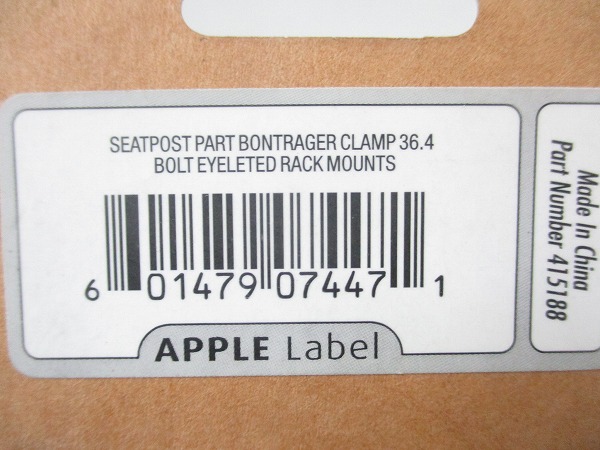 SEATPOST PART BONTRAGER CLAMP 36.4
BOLT EYELETED RACK MOUNTS
6 01479 07447 1
APPLE Label
Made In China
Part Number 415188